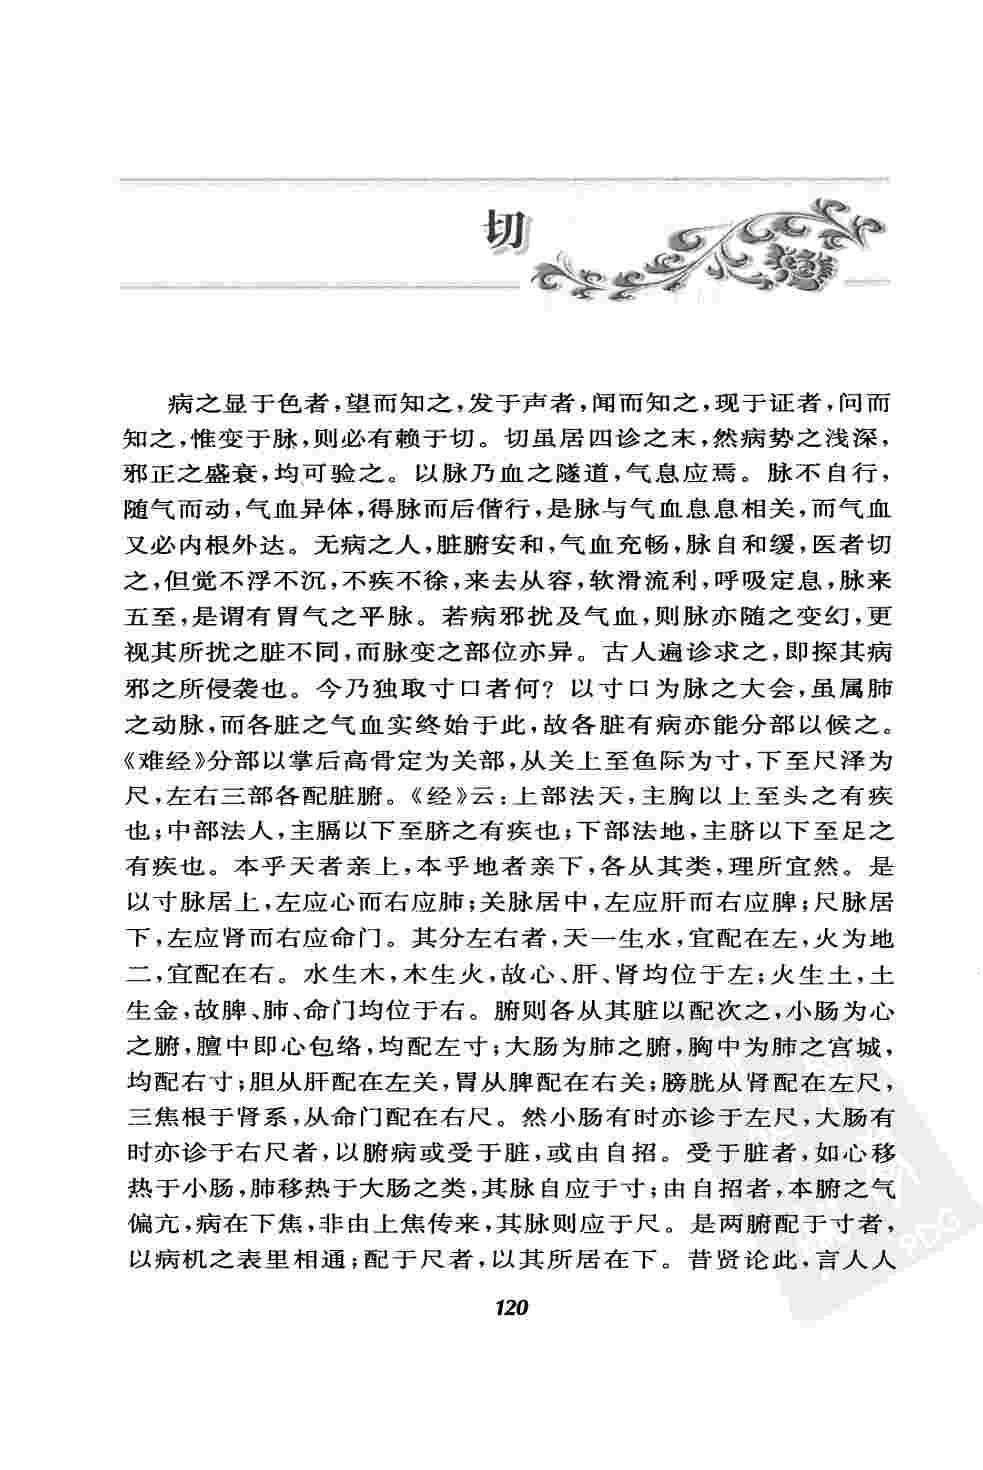 切
病之显于色者,望而知之,发于声者,闻而知之,现于证者,问而
知之,惟变于脉,则必有赖于切。切虽居四诊之末,然病势之浅深,
邪正之盛衰,均可验之。以脉乃血之隧道,气息应焉。脉不自行,
随气而动,气血异体,得脉而后偕行,是脉与气血息息相关,而气血
又必内根外达。无病之人,脏腑安和,气血充畅,脉自和缓,医者切
之,但觉不浮不沉,不疾不徐,来去从容,软滑流利,呼吸定息,脉来
五至,是谓有胃气之平脉。若病邪扰及气血,则脉亦随之变幻,更
视其所扰之脏不同,而脉变之部位亦异。古人遍诊求之,即探其病
邪之所侵袭也。今乃独取寸口者何?以寸口为脉之大会,虽属肺
之动脉,而各脏之气血实终始于此,故各脏有病亦能分部以候之。
《难经》分部以掌后高骨定为关部,从关上至鱼际为寸,下至尺泽为
尺,左右三部各配脏腑。《经》云:上部法天,主胸以上至头之有疾
也;中部法人,主膈以下至脐之有疾也;下部法地,主脐以下至足之
有疾也。本乎天者亲上,本乎地者亲下,各从其类,理所宜然。是
以寸脉居上,左应心而右应肺;关脉居中,左应肝而右应脾;尺脉居
下,左应肾而右应命门。其分左右者,天一生水,宜配在左,火为地
二,宜配在右。水生木,木生火,故心、肝、肾均位于左;火生土,土
生金,故脾、肺、命门均位于右。腑则各从其脏以配次之,小肠为心
之腑,膻中即心包络,均配左寸;大肠为肺之腑,胸中为肺之宫城,
均配右寸;胆从肝配在左关,胃从脾配在右关;膀胱从肾配在左尺,
三焦根于肾系,从命门配在右尺。然小肠有时亦诊于左尺,大肠有
时亦诊于右尺者,以腑病或受于脏,或由自招。受于脏者,如心移
热于小肠,肺移热于大肠之类,其脉自应于寸;由自招者,本腑之气
偏亢,病在下焦,非由上焦传来,其脉则应于尺。是两腑配于寸者,
以病机之表里相通;配于尺者,以其所居在下。昔贤论此,言人人
120
PDG